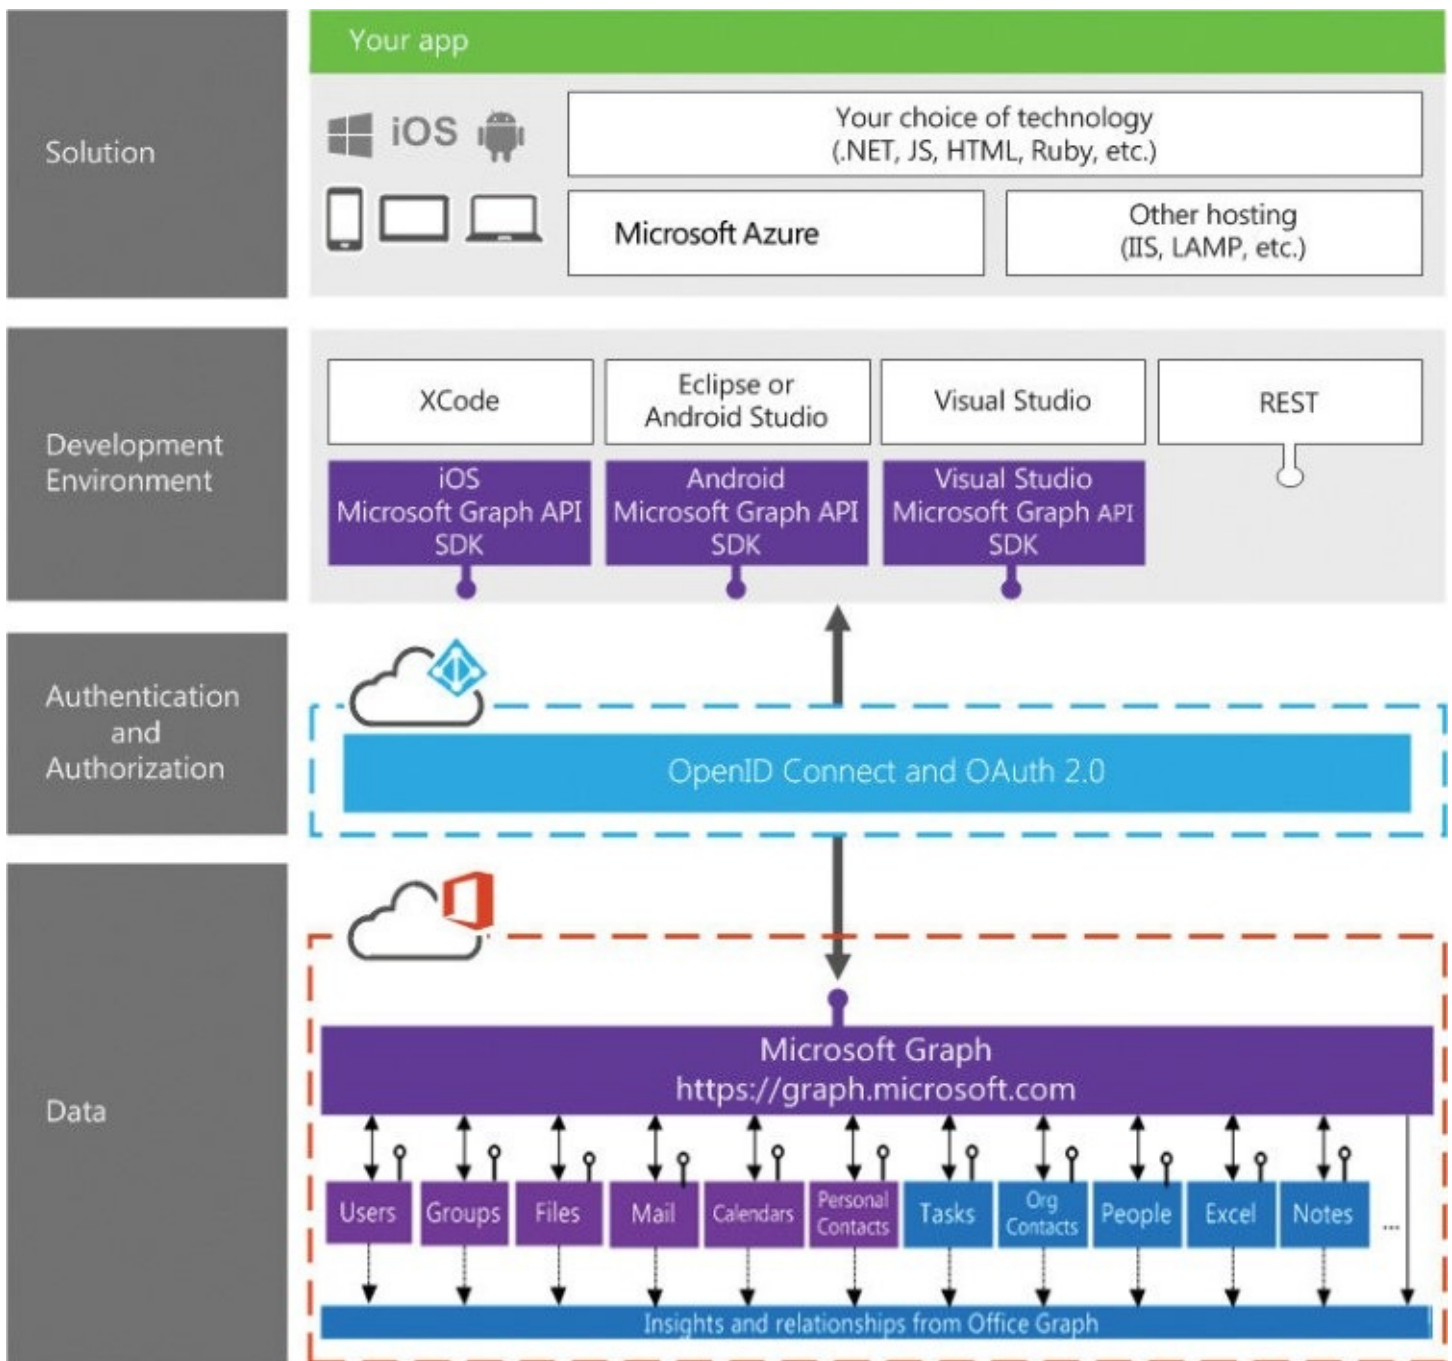 Your app
Solution
iOS
Your choice of technology
(.NET, JS, HTML, Ruby, etc.)
Microsoft Azure
Other hosting
(IIS, LAMP, etc.)
Development
Environment
XCode
Eclipse or
Android Studio
Visual Studio
REST
iOS
Microsoft Graph API
SDK
Android
Microsoft Graph API
SDK
Visual Studio
Microsoft Graph API
SDK
Authentication
and
Authorization
OpenID Connect and OAuth 2.0
Data
Microsoft Graph
https://graph.microsoft.com
Users
Groups
Files
Mail
Calendars
Personal
Contacts
Tasks
Org
Contacts
People
Excel
Notes
...
Insights and relationships from Office Graph